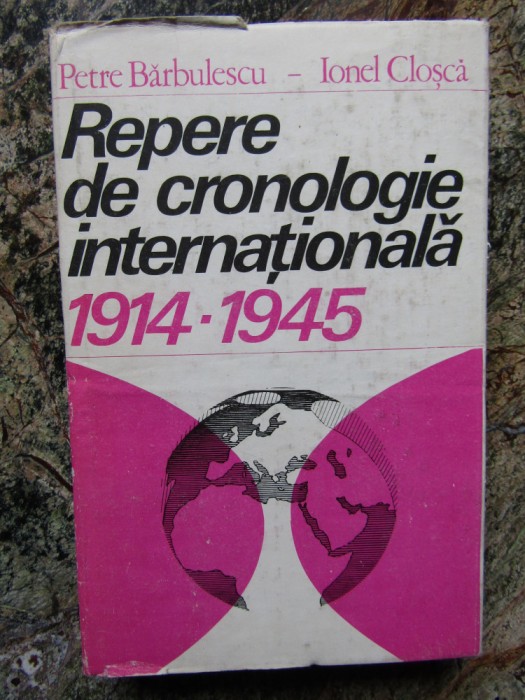 Petre Bărbulescu – Ionel Cloșcă
Repere
de cronologie
internațională
1914 · 1945